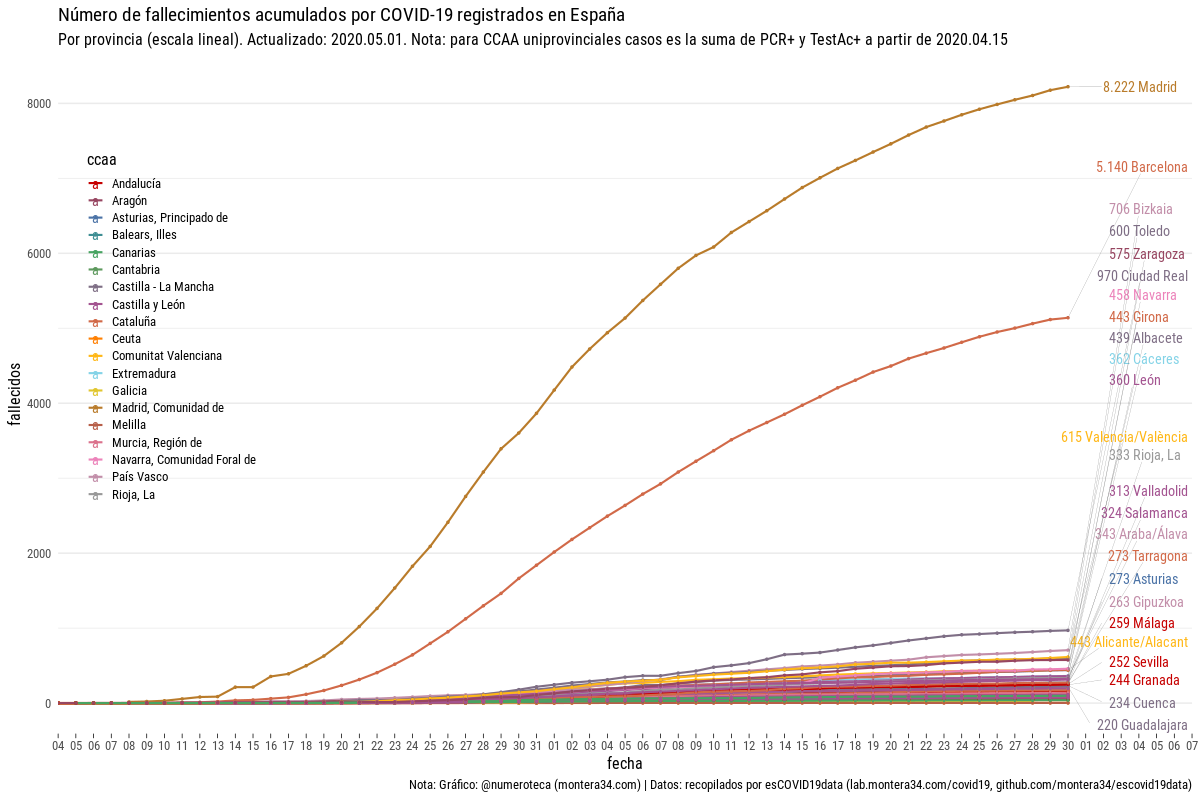 Número de fallecimientos acumulados por COVID-19 registrados en España
Por provincia (escala lineal). Actualizado: 2020.05.01. Nota: para CCAA uniprovinciales casos es la suma de PCR+ y TestAc+ a partir de 2020.04.15
8000
6000
4000
2000
0
fallecidos
ccaa
Andalucía
Aragón
Asturias, Principado de
Balears, Illes
Canarias
Cantabria
Castilla - La Mancha
Castilla y León
Cataluña
Ceuta
Comunitat Valenciana
Extremadura
Galicia
Madrid, Comunidad de
Melilla
Murcia, Región de
Navarra, Comunidad Foral de
País Vasco
Rioja, La
8.222 Madrid
5.140 Barcelona
706 Bizkaia
600 Toledo
575 Zaragoza
970 Ciudad Real
458 Navarra
443 Girona
439 Albacete
362 Cáceres
360 León
615 Valencia/València
333 Rioja, La
313 Valladolid
324 Salamanca
343 Araba/Álava
273 Tarragona
273 Asturias
263 Gipuzkoa
259 Málaga
443 Alicante/Alacant
252 Sevilla
244 Granada
234 Cuenca
220 Guadalajara
04 05 06 07 08 09 10 11 12 13 14 15 16 17 18 19 20 21 22 23 24 25 26 27 28 29 30 31 01 02 03 04 05 06 07 08 09 10 11 12 13 14 15 16 17 18 19 20 21 22 23 24 25 26 27 28 29 30 01 02 03 04 05 06 07
fecha
Nota: Gráfico: @numeroteca (montera34.com) | Datos: recopilados por esCOVID19data (lab.montera34.com/covid19, github.com/montera34/escovid19data)